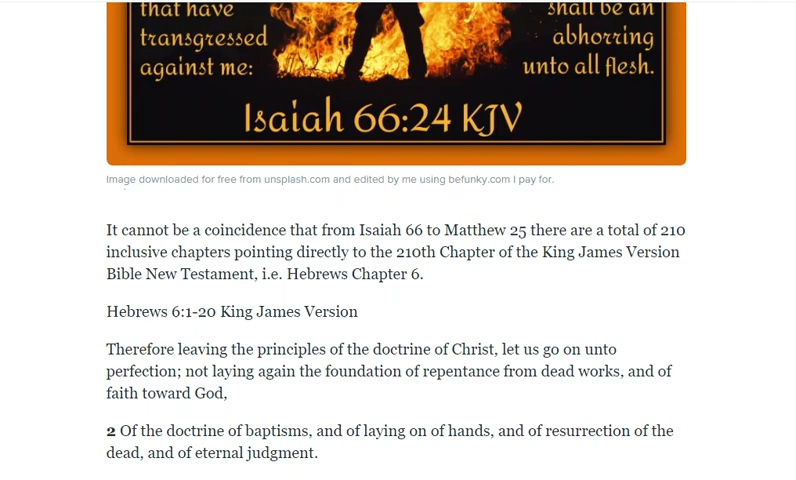 that have
transgressed
against me:
shall be an
abhorring
unto all flesh.
Isaiah 66:24 KJV
Image downloaded for free from unsplash.com and edited by me using befunky.com I pay for.
It cannot be a coincidence that from Isaiah 66 to Matthew 25 there are a total of 210
inclusive chapters pointing directly to the 210th Chapter of the King James Version
Bible New Testament, i.e. Hebrews Chapter 6.
Hebrews 6:1-20 King James Version
Therefore leaving the principles of the doctrine of Christ, let us go on unto
perfection; not laying again the foundation of repentance from dead works, and of
faith toward God,
2 Of the doctrine of baptisms, and of laying on of hands, and of resurrection of the
dead, and of eternal judgment.